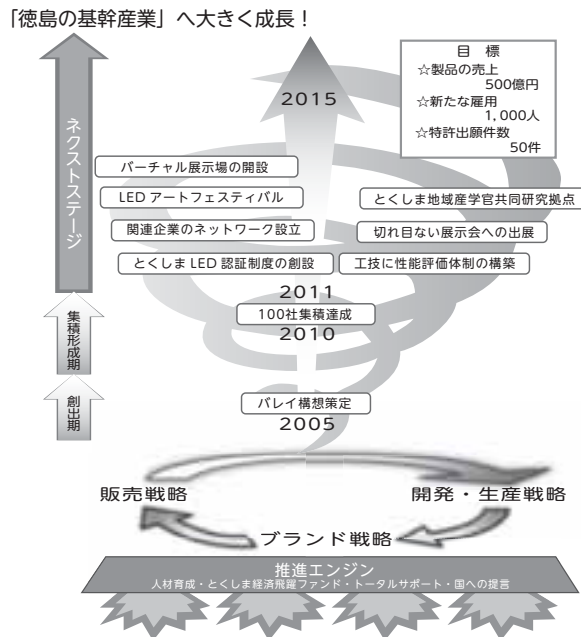 「徳島の基幹産業」へ大きく成長！
目 標
☆製品の売上
500億円
☆新たな雇用
1,000人
☆特許出願件数
50件
2015
ネクストステージ
バーチャル展示場の開設
LED アートフェスティバル
とくしま地域産学官共同研究拠点
関連企業のネットワーク設立
切れ目ない展示会への出展
とくしま LED 認証制度の創設
工技に性能評価体制の構築
2011
100社集積達成
2010
集積形成期
創出期
バレイ構想策定
2005
販売戦略
開発・生産戦略
ブランド戦略
推進エンジン
人材育成・とくしま経済飛躍ファンド・トータルサポート・国への提言